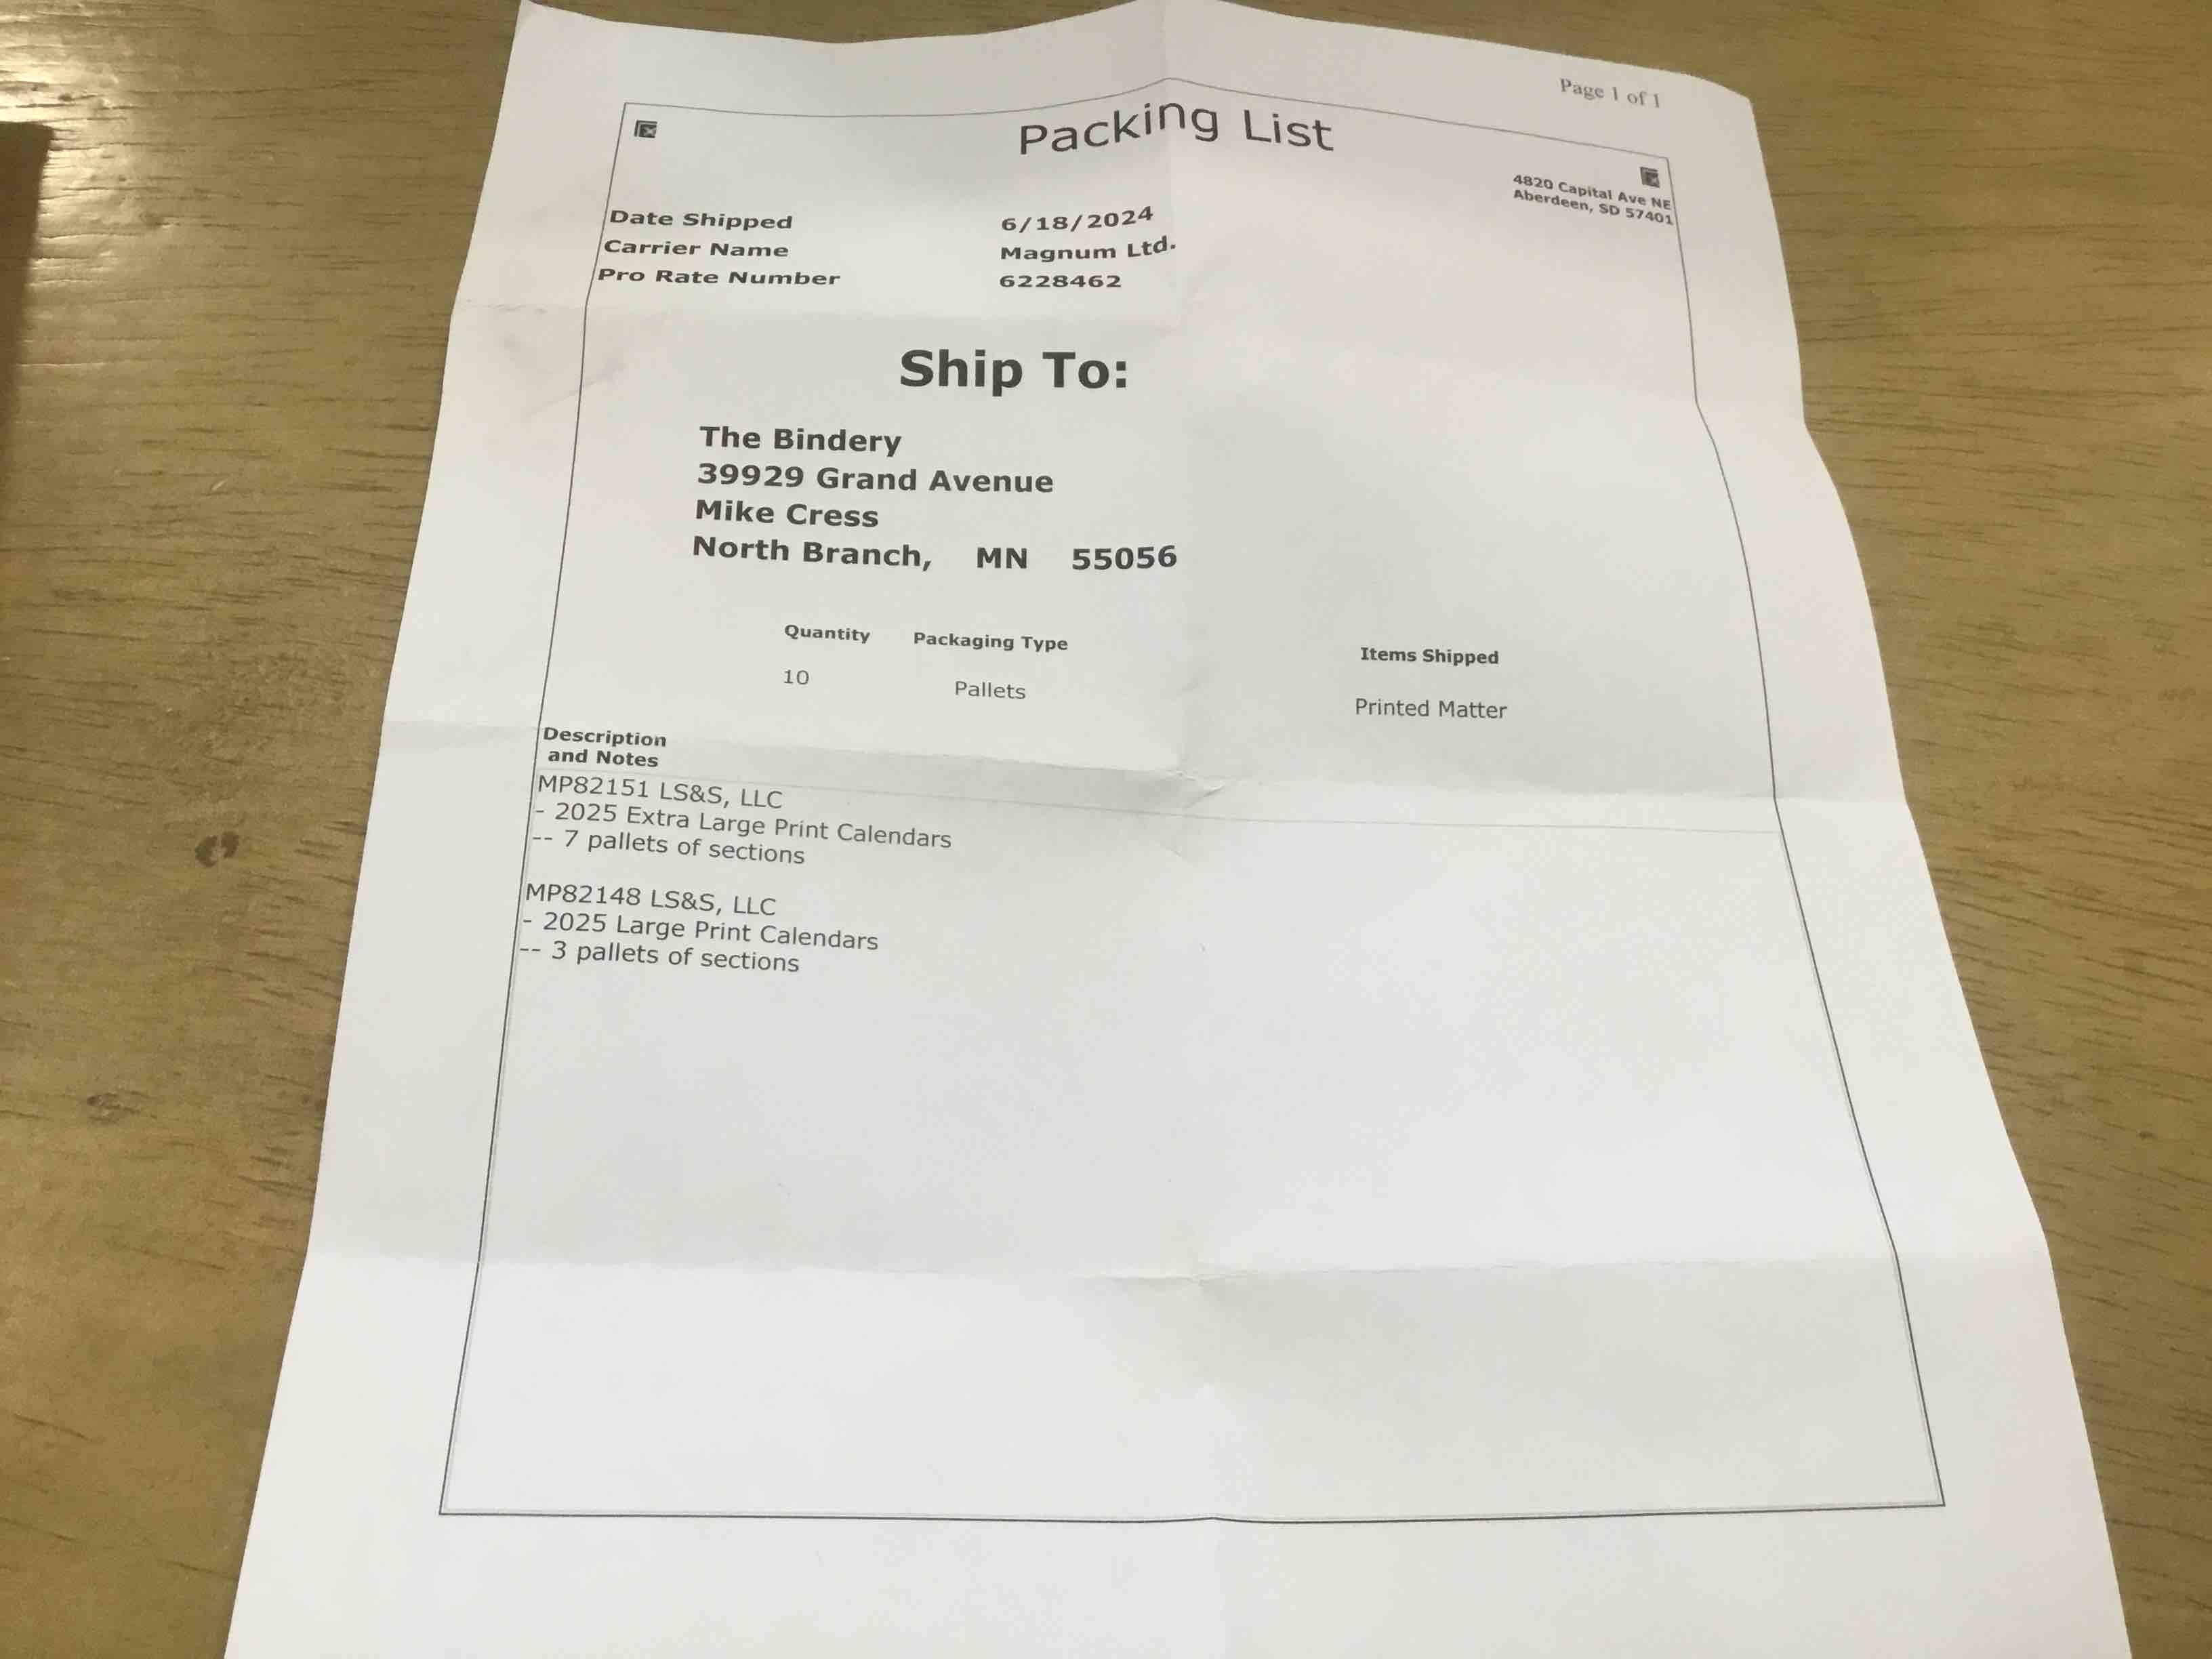 Page 1 of 1
Packing List
4820 Capital Ave NE
Aberdeen, SD 57401
Date Shipped 6/18/2024
Carrier Name Magnum Ltd.
Pro Rate Number 6228462
Ship To:
The Bindery
39929 Grand Avenue
Mike Cress
North Branch, MN 55056
Quantity Packaging Type Items Shipped
10 Pallets Printed Matter
Description
and Notes
MP82151 LS&S, LLC
- 2025 Extra Large Print Calendars
-- 7 pallets of sections
MP82148 LS&S, LLC
- 2025 Large Print Calendars
-- 3 pallets of sections